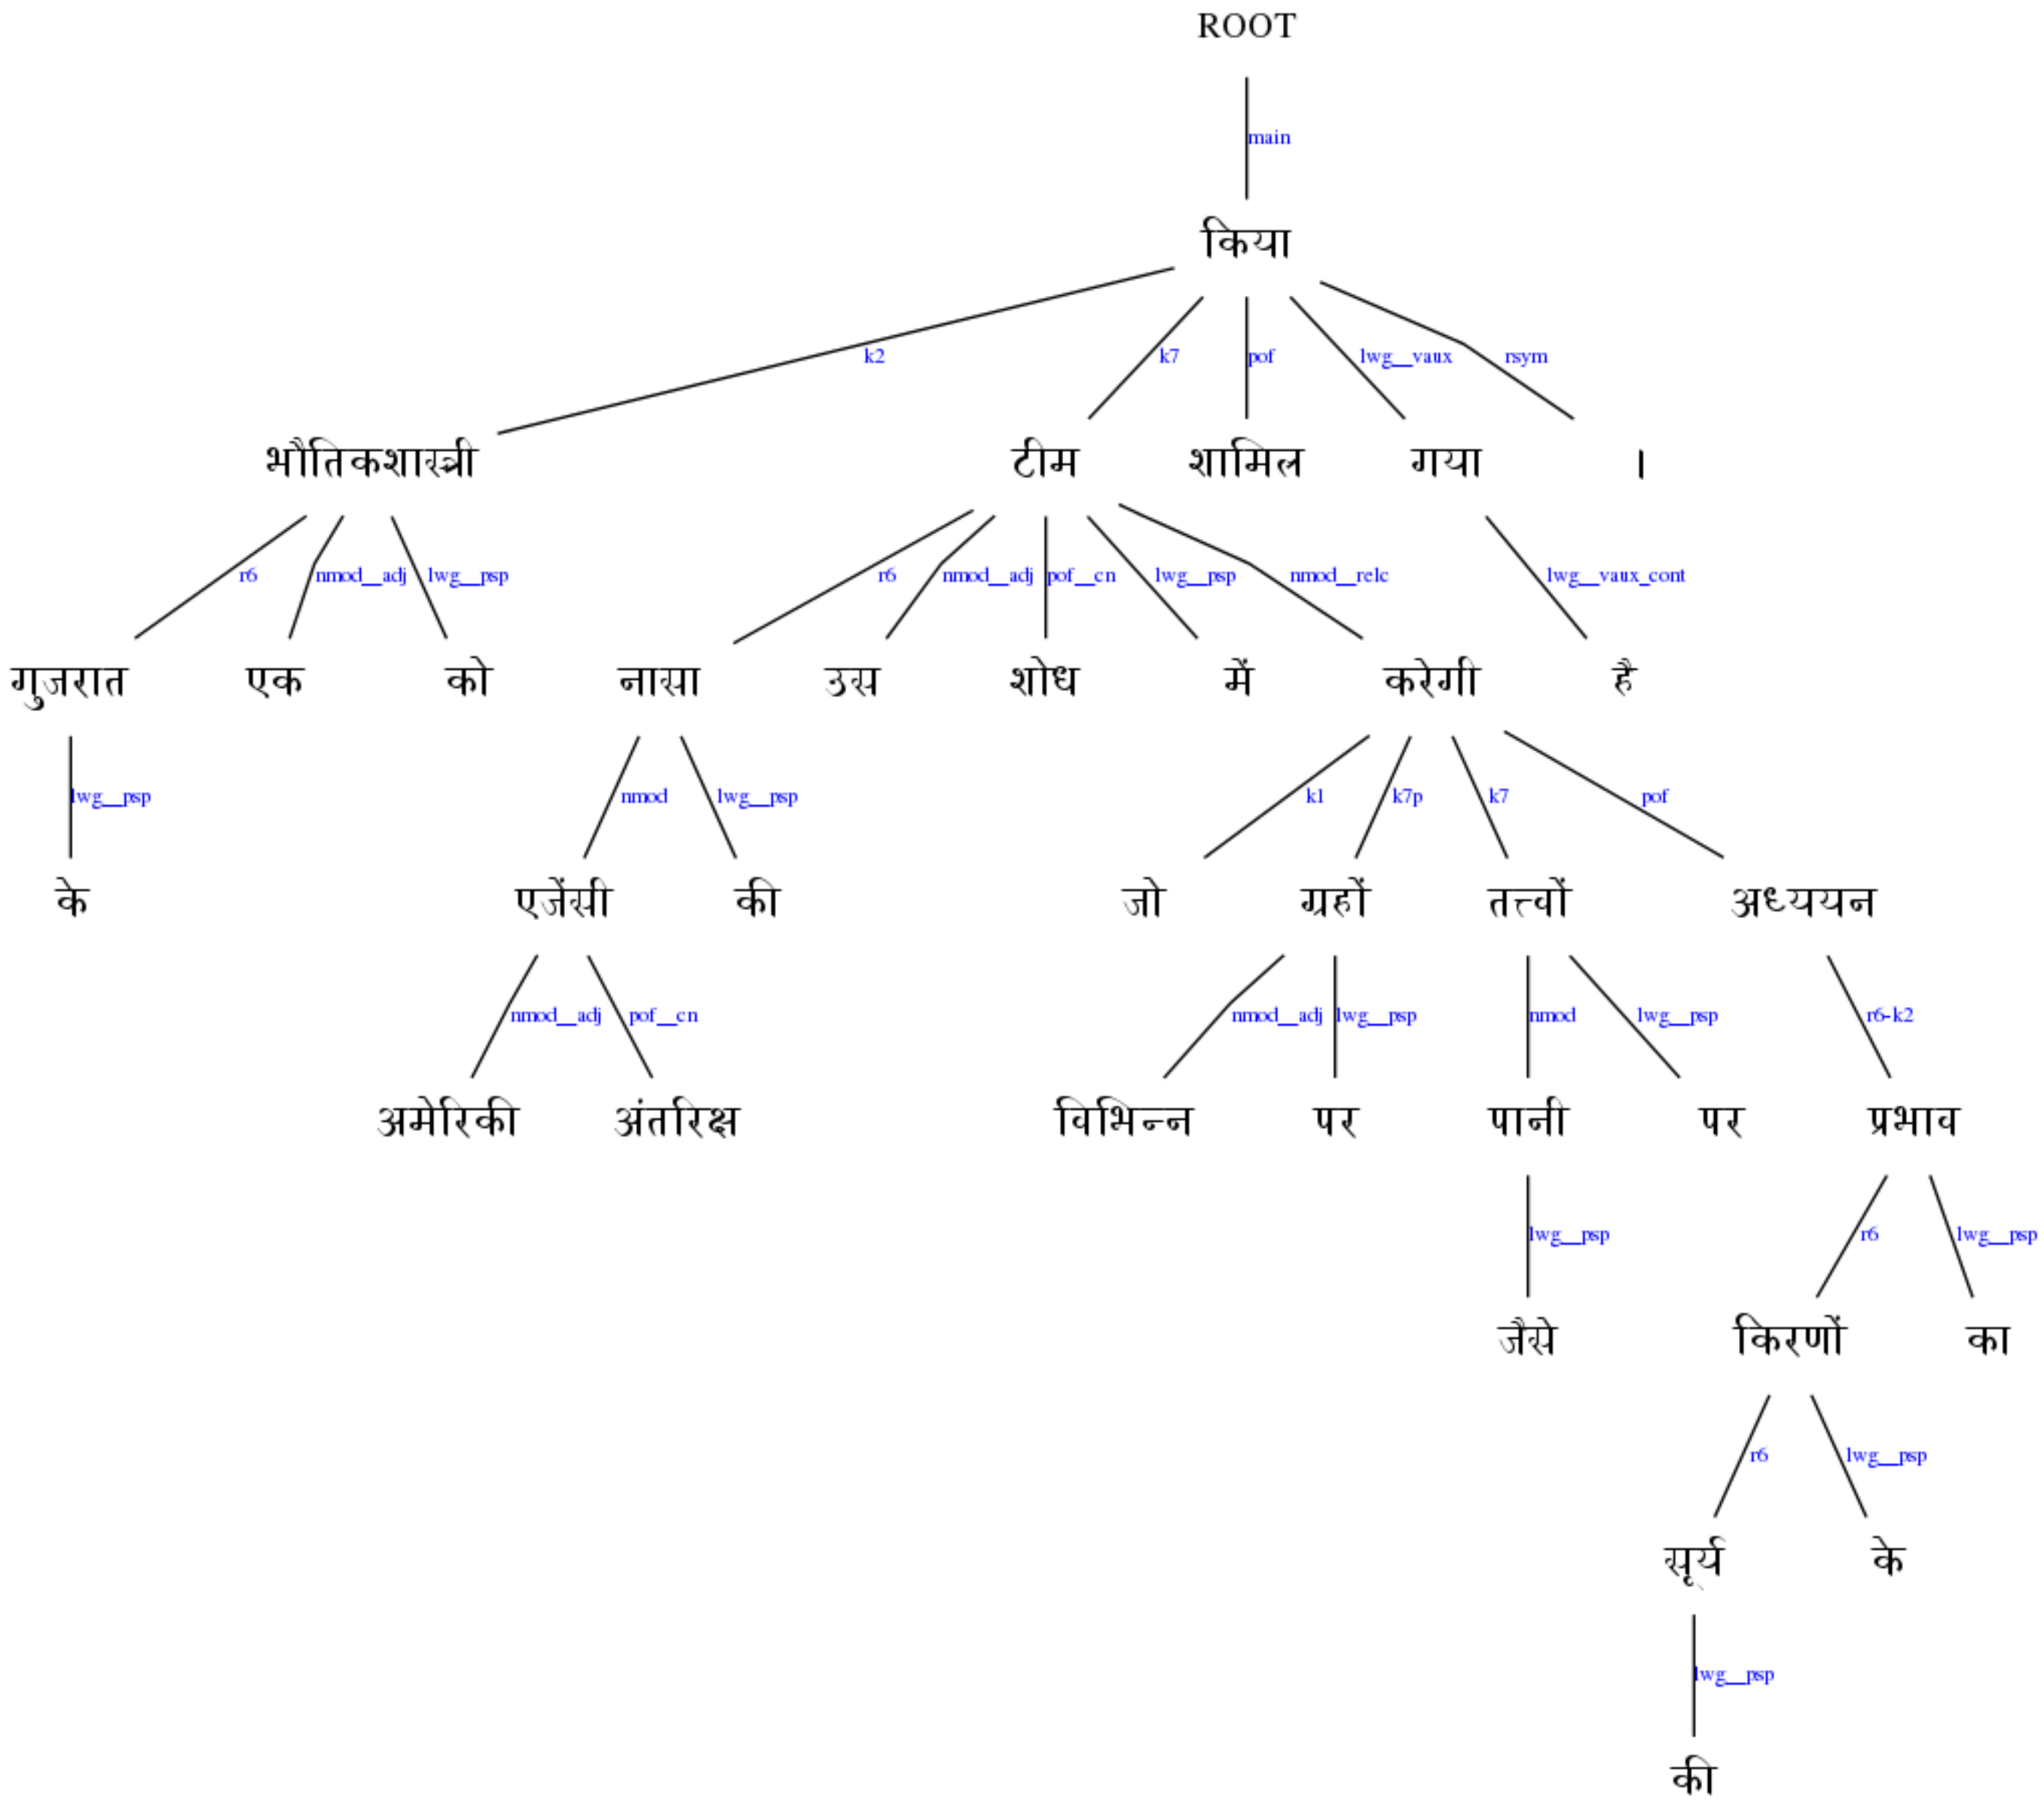 ROOT
main
किया
k2 k7 pof lwg__vaux rsym
भौतिकशास्त्री टीम शामिल गया ।
r6 nmod__adj lwg__psp r6 nmod__adj pof__cn lwg__psp nmod__relc lwg__vaux_cont
गुजरात एक को नासा उस शोध में करेगी है
lwg__psp nmod lwg__psp k1 k7p k7 pof
के एजेंसी की जो ग्रहों तत्त्वों अध्ययन
nmod__adj pof__cn nmod__adj lwg__psp nmod lwg__psp r6-k2
अमेरिकी अंतरिक्ष विभिन्न पर पानी पर प्रभाव
lwg__psp r6 lwg__psp
जैसे किरणों का
r6 lwg__psp
सूर्य के
lwg__psp
की